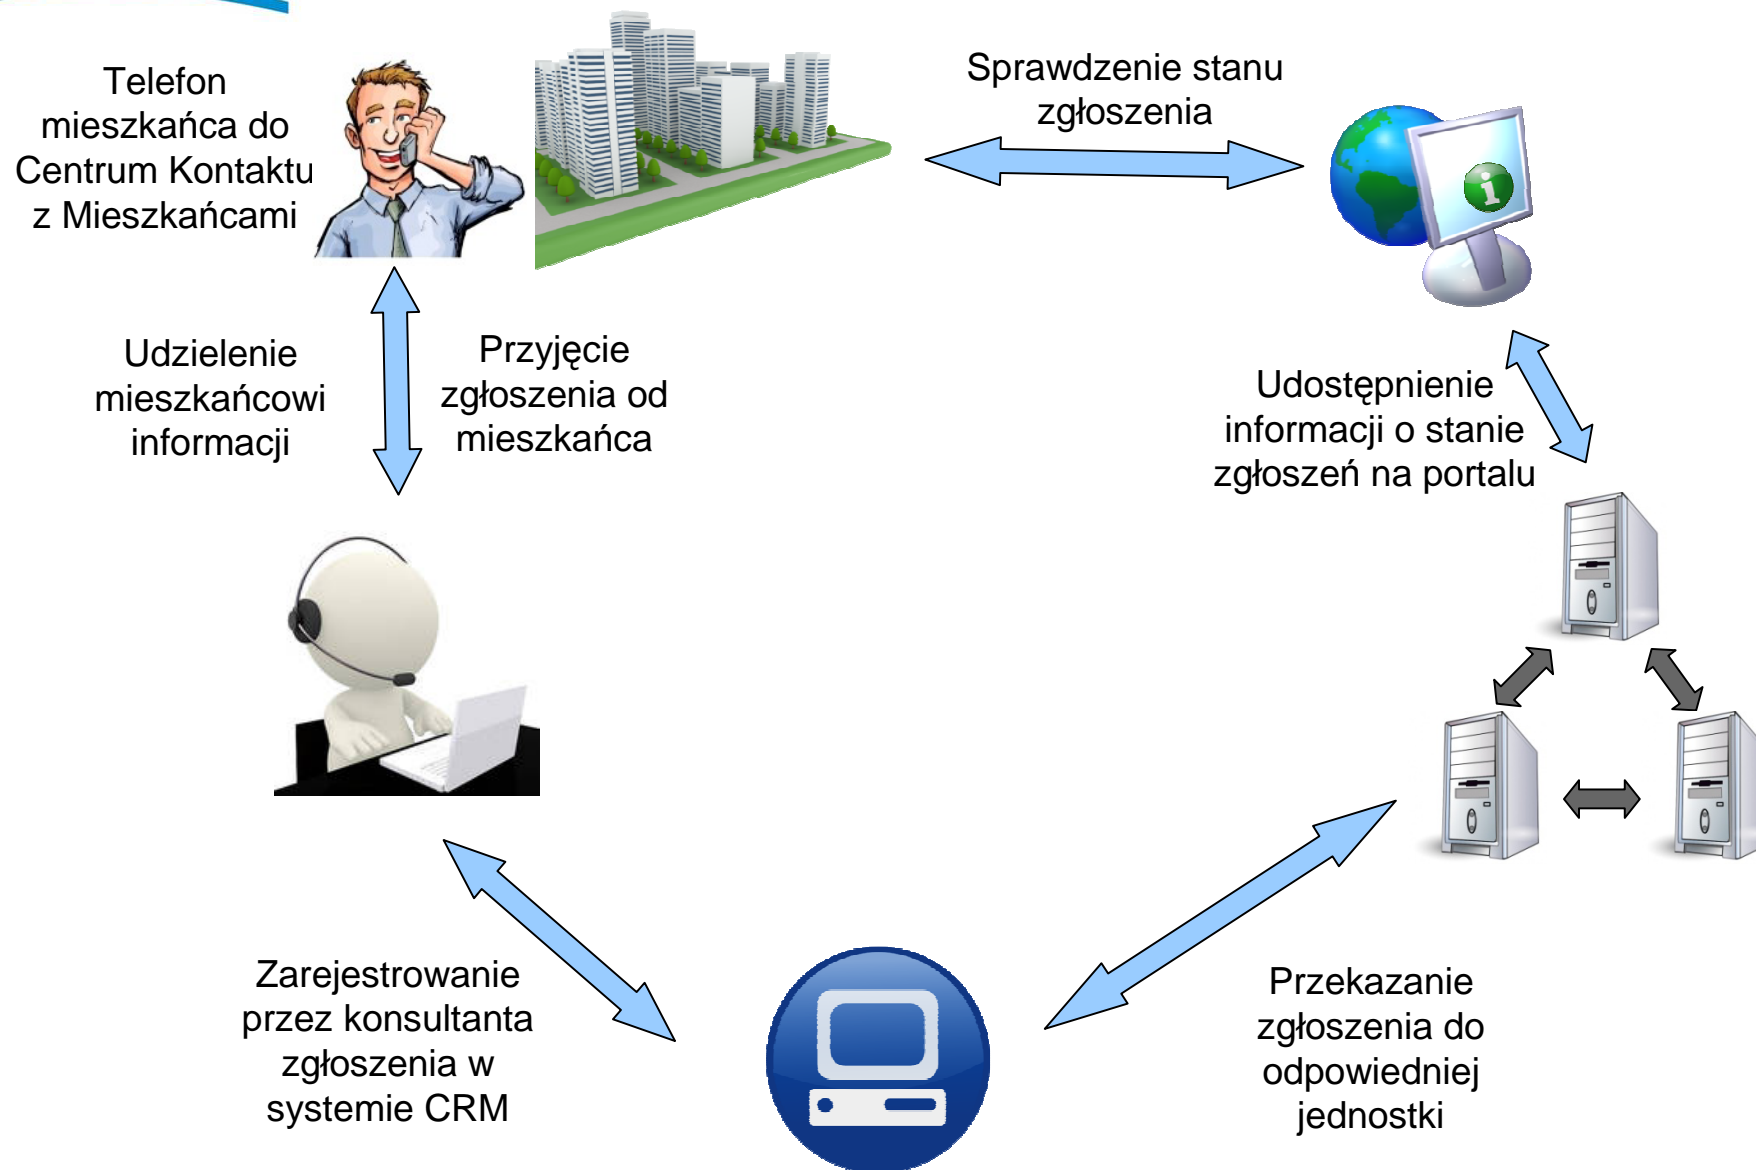 Telefon
mieszkańca do
Centrum Kontaktu
z Mieszkańcami
Sprawdzenie stanu
zgłoszenia
Udzielenie
mieszkańcowi
informacji
Przyjęcie
zgłoszenia od
mieszkańca
Udostępnienie
informacji o stanie
zgłoszeń na portalu
Zarejestrowanie
przez konsultanta
zgłoszenia w
systemie CRM
Przekazanie
zgłoszenia do
odpowiedniej
jednostki